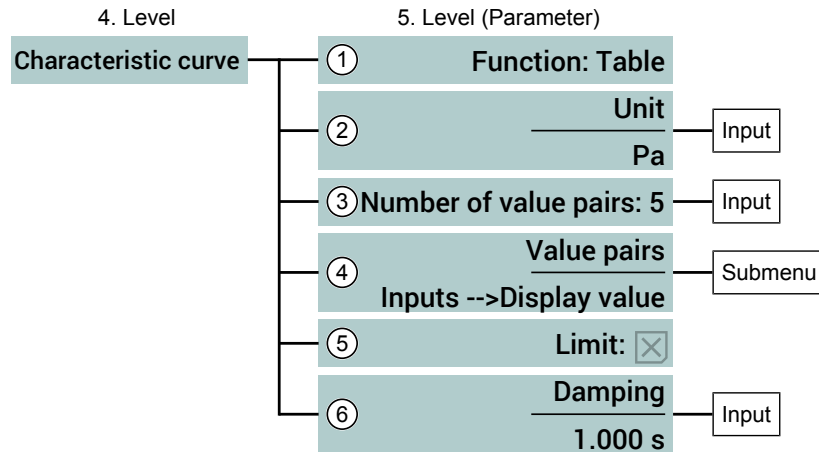 4. Level
5. Level (Parameter)
Characteristic curve
1
Function: Table
2
Unit
Pa
Input
3
Number of value pairs: 5
Input
4
Value pairs
Inputs -->Display value
Submenu
5
Limit:
6
Damping
1.000 s
Input